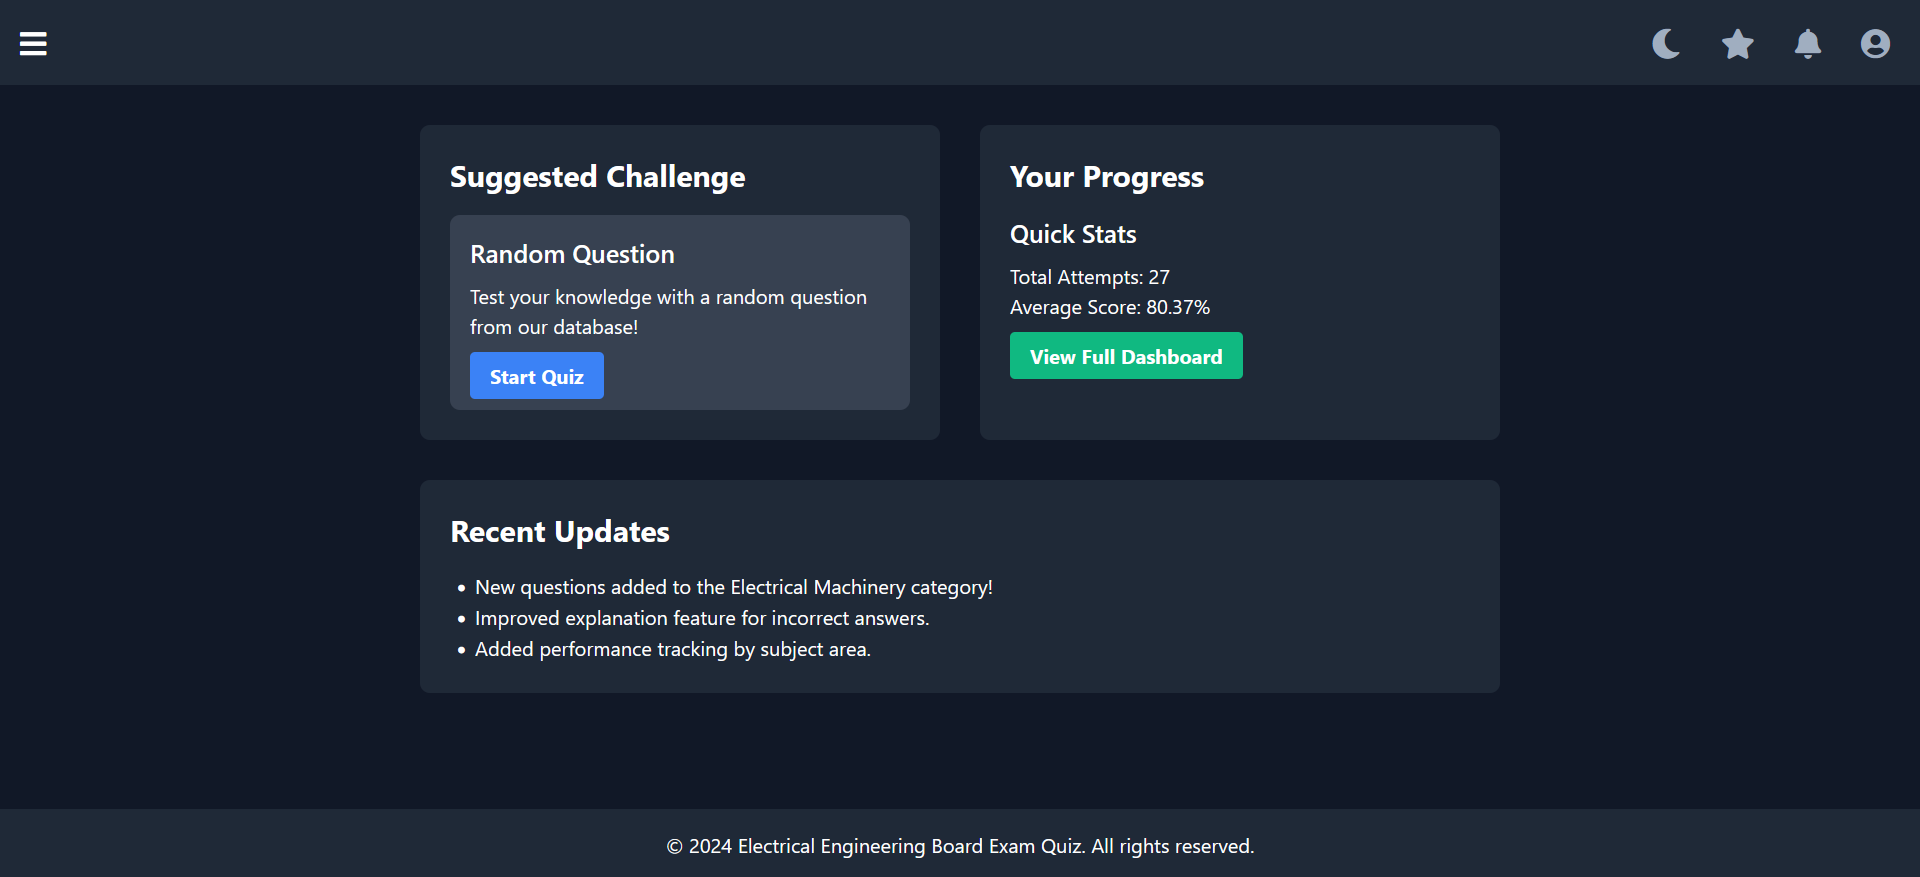 Suggested Challenge
Random Question
Test your knowledge with a random question
from our database!
Start Quiz
Your Progress
Quick Stats
Total Attempts: 27
Average Score: 80.37%
View Full Dashboard
Recent Updates
• New questions added to the Electrical Machinery category!
• Improved explanation feature for incorrect answers.
• Added performance tracking by subject area.
© 2024 Electrical Engineering Board Exam Quiz. All rights reserved.